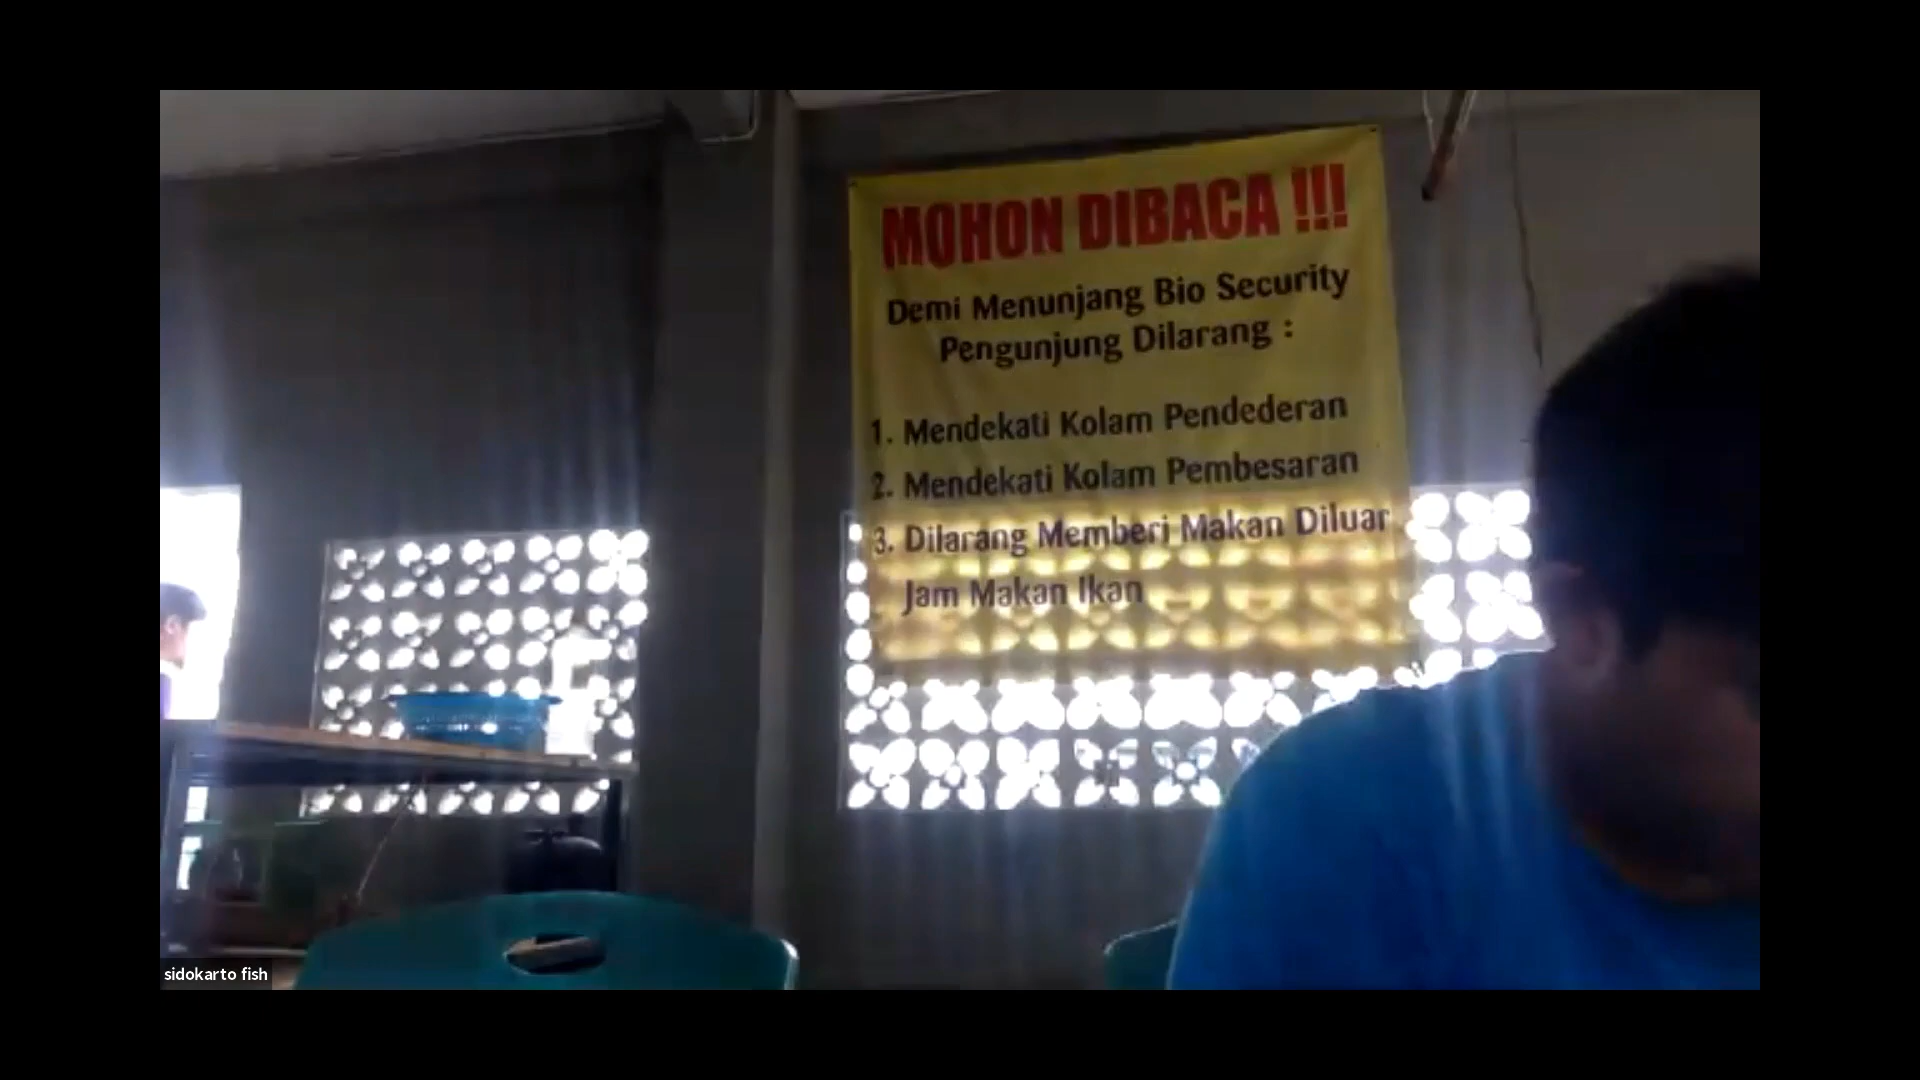 MOHON DIBACA !!!
Demi Menunjang Bio Security
Pengunjung Dilarang :
1. Mendekati Kolam Pendederan
2. Mendekati Kolam Pembesaran
3. Dilarang Memberi Makan Diluar
Jam Makan Ikan
sidokarto fish